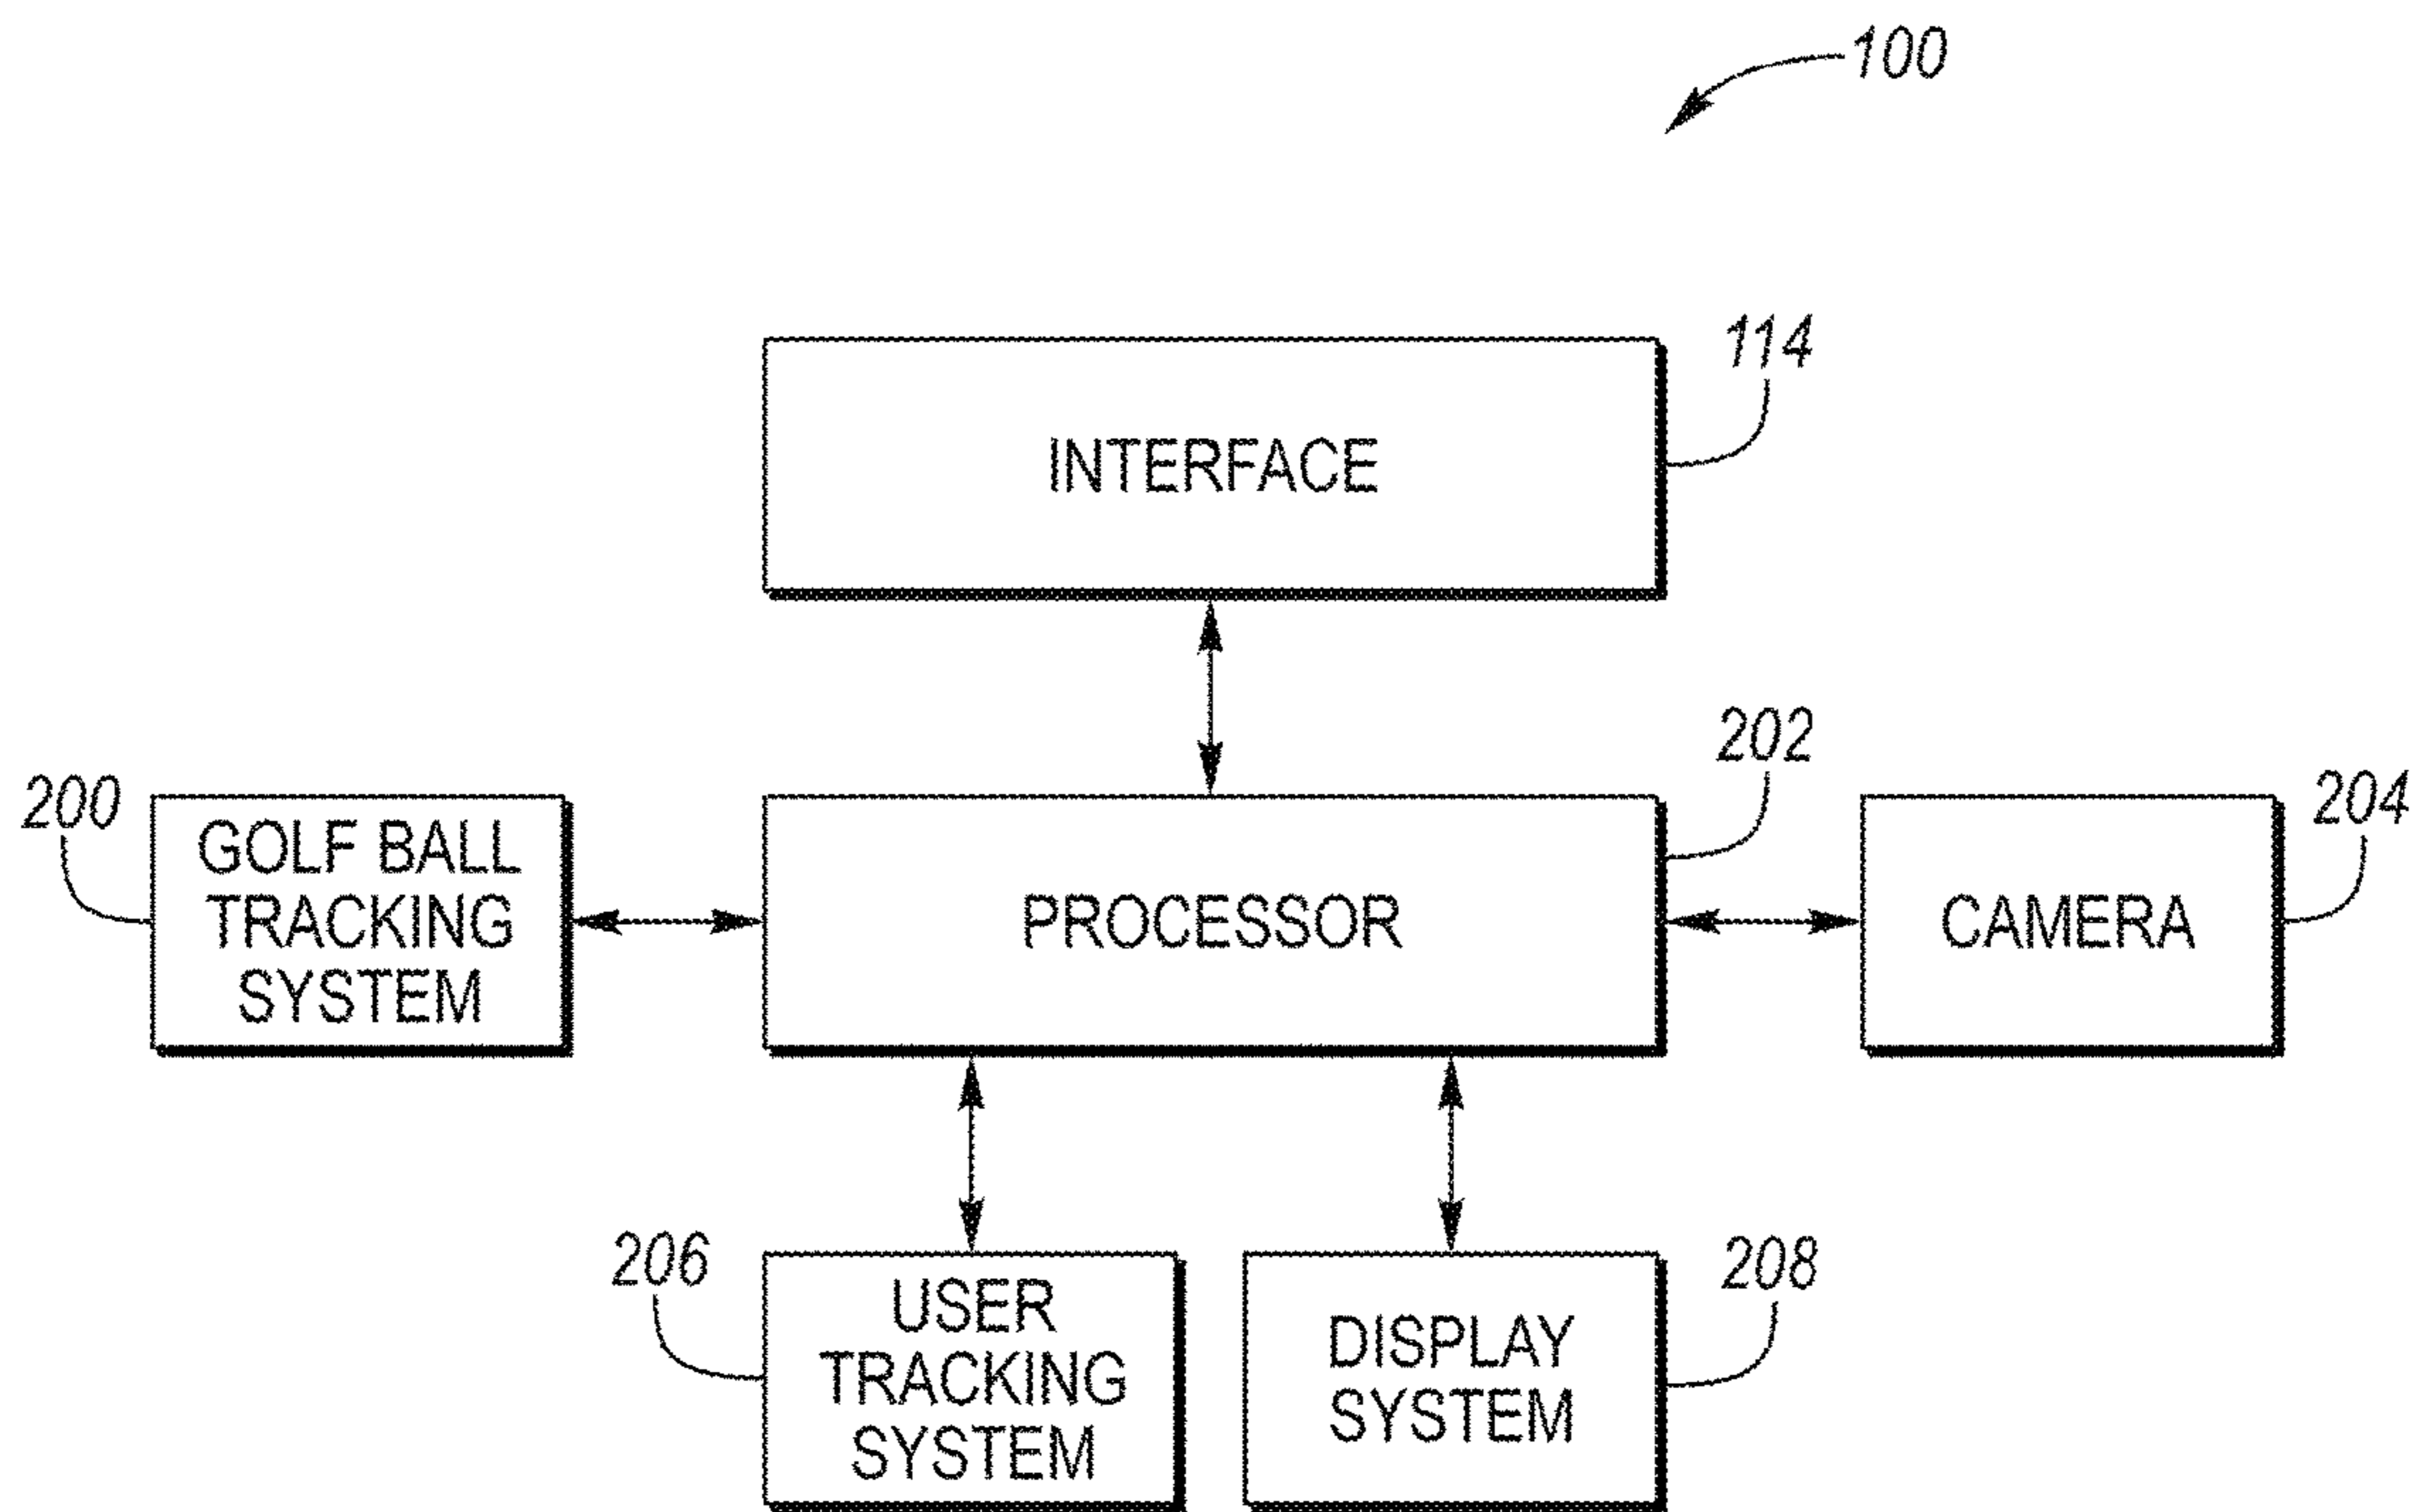 100
114
INTERFACE
202
200
204
GOLF BALL
TRACKING
SYSTEM
PROCESSOR
CAMERA
206
208
USER
TRACKING
SYSTEM
DISPLAY
SYSTEM